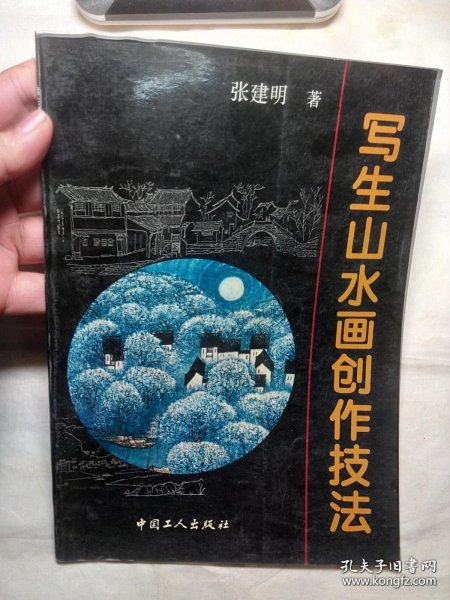 张建明 著
写生山水画创作技法
中国工人出版社
孔夫子旧书网
www.kongfz.com